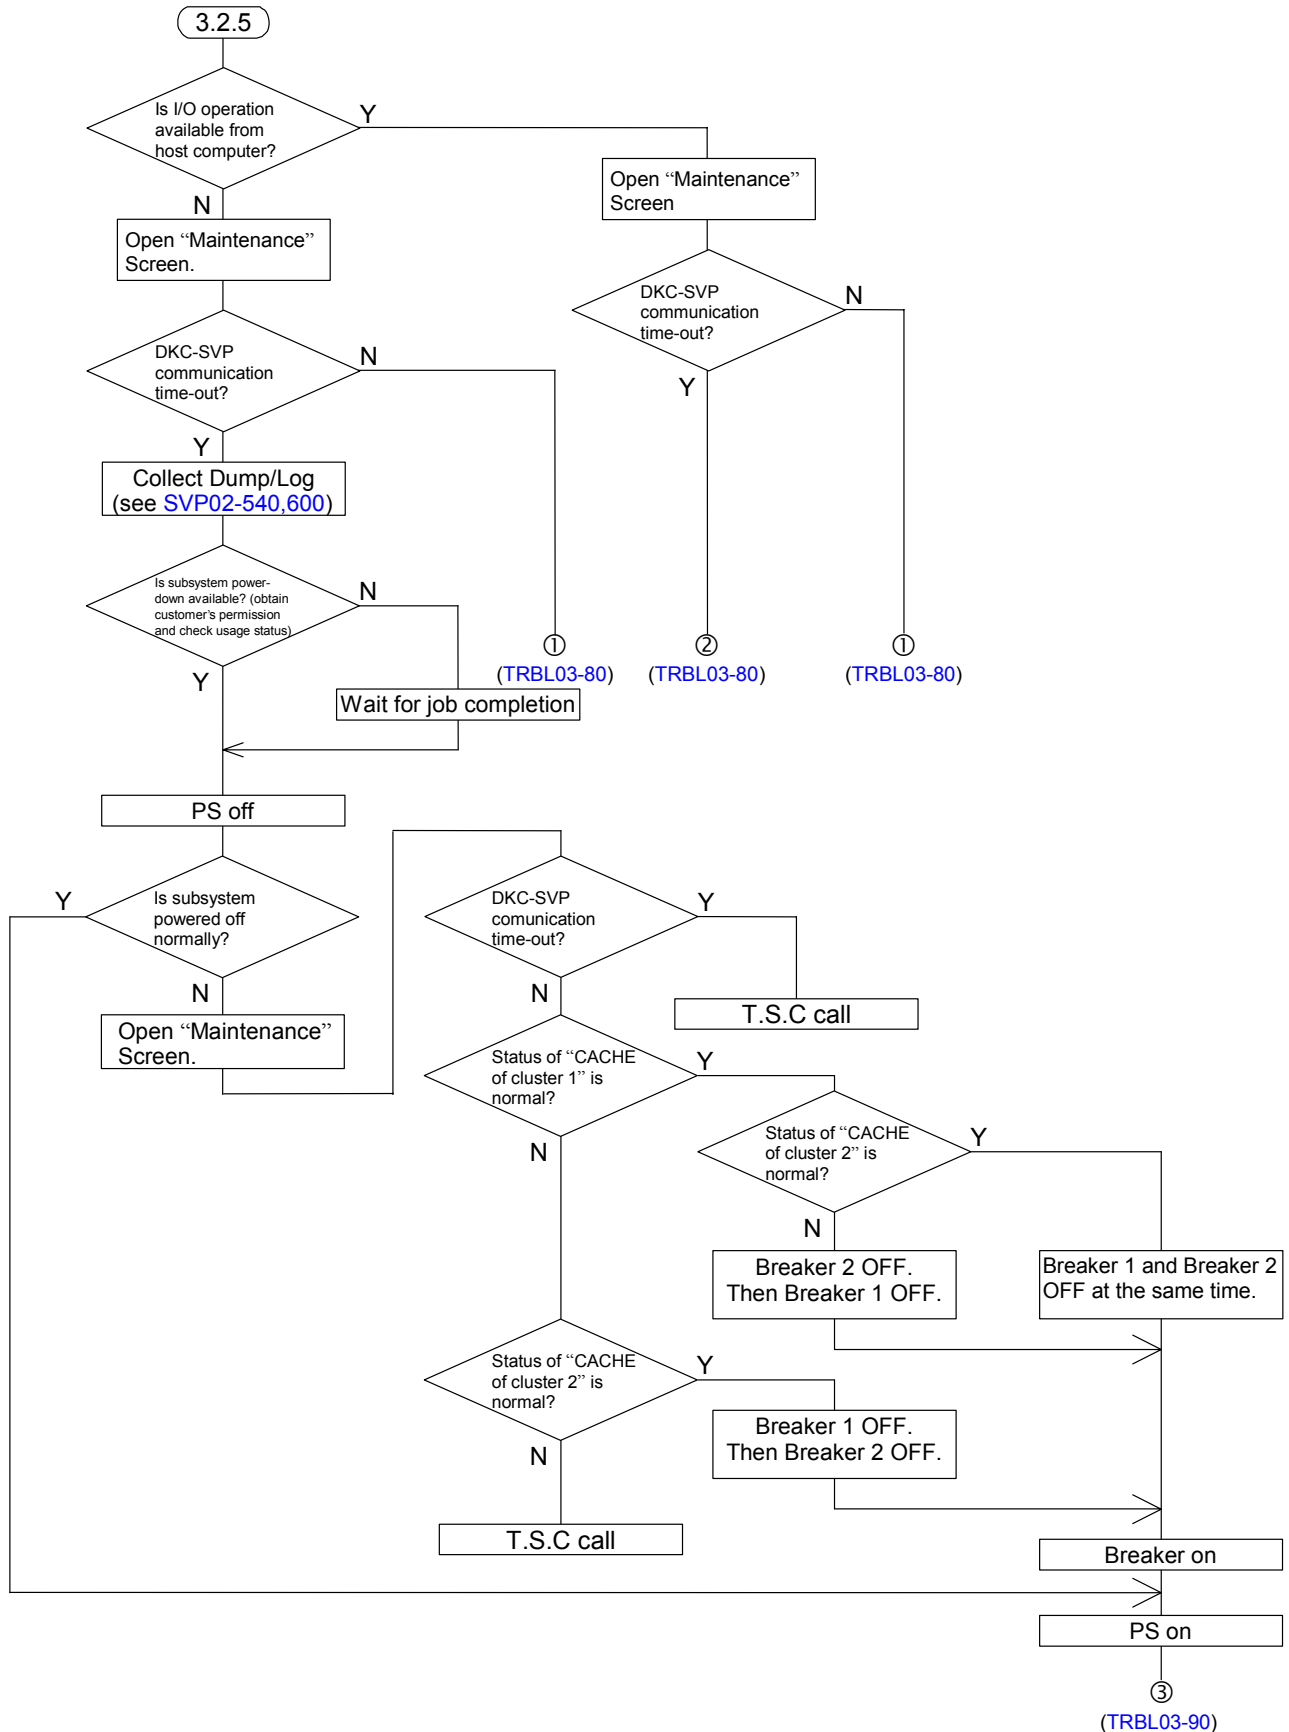 3.2.5
Is I/O operation
available from
host computer?
Y
N
Open “Maintenance”
Screen
Open “Maintenance”
Screen.
DKC-SVP
communication
time-out?
N
Y
DKC-SVP
communication
time-out?
N
Y
Collect Dump/Log
(see SVP02-540,600)
Is subsystem power-
down available? (obtain
customer's permission
and check usage status)
N
Y
①
(TRBL03-80)
②
(TRBL03-80)
①
(TRBL03-80)
Wait for job completion
PS off
Is subsystem
powered off
normally?
Y
N
Open “Maintenance”
Screen.
DKC-SVP
comunication
time-out?
Y
N
T.S.C call
Status of “CACHE
of cluster 1” is
normal?
Y
N
Status of “CACHE
of cluster 2” is
normal?
Y
N
Breaker 2 OFF.
Then Breaker 1 OFF.
Breaker 1 and Breaker 2
OFF at the same time.
Status of “CACHE
of cluster 2” is
normal?
Y
N
Breaker 1 OFF.
Then Breaker 2 OFF.
T.S.C call
Breaker on
PS on
③
(TRBL03-90)